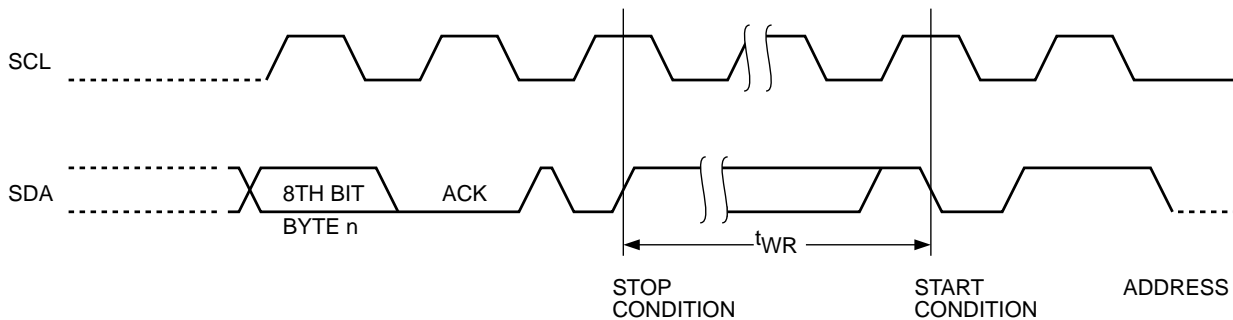 SCL
SDA
8TH BIT
ACK
BYTE n
tWR
STOP
CONDITION
START
CONDITION
ADDRESS